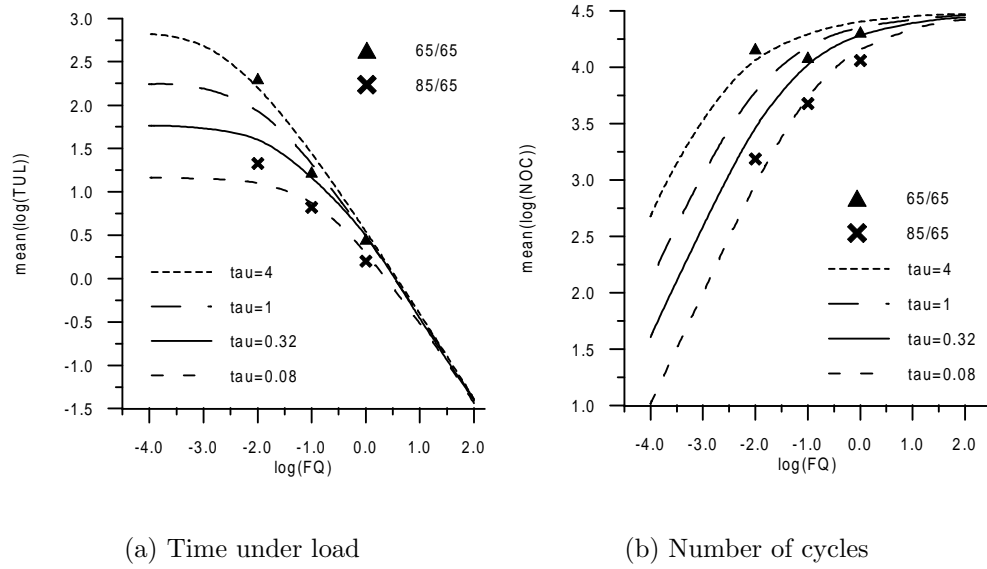 mean(log(TUL))
3.0
2.5
2.0
1.5
1.0
0.5
0.0
-0.5
-1.0
-1.5
65/65
85/65
tau=4
tau=1
tau=0.32
tau=0.08
-4.0 -3.0 -2.0 -1.0 0.0 1.0 2.0
log(FQ)
(a) Time under load
mean(log(NOC))
4.5
4.0
3.5
4.5
2.5
2.0
1.5
1.0
65/65
85/65
tau=4
tau=1
tau=0.32
tau=0.08
-4.0 -3.0 -2.0 -1.0 0.0 1.0 2.0
log(FQ)
(b) Number of cycles